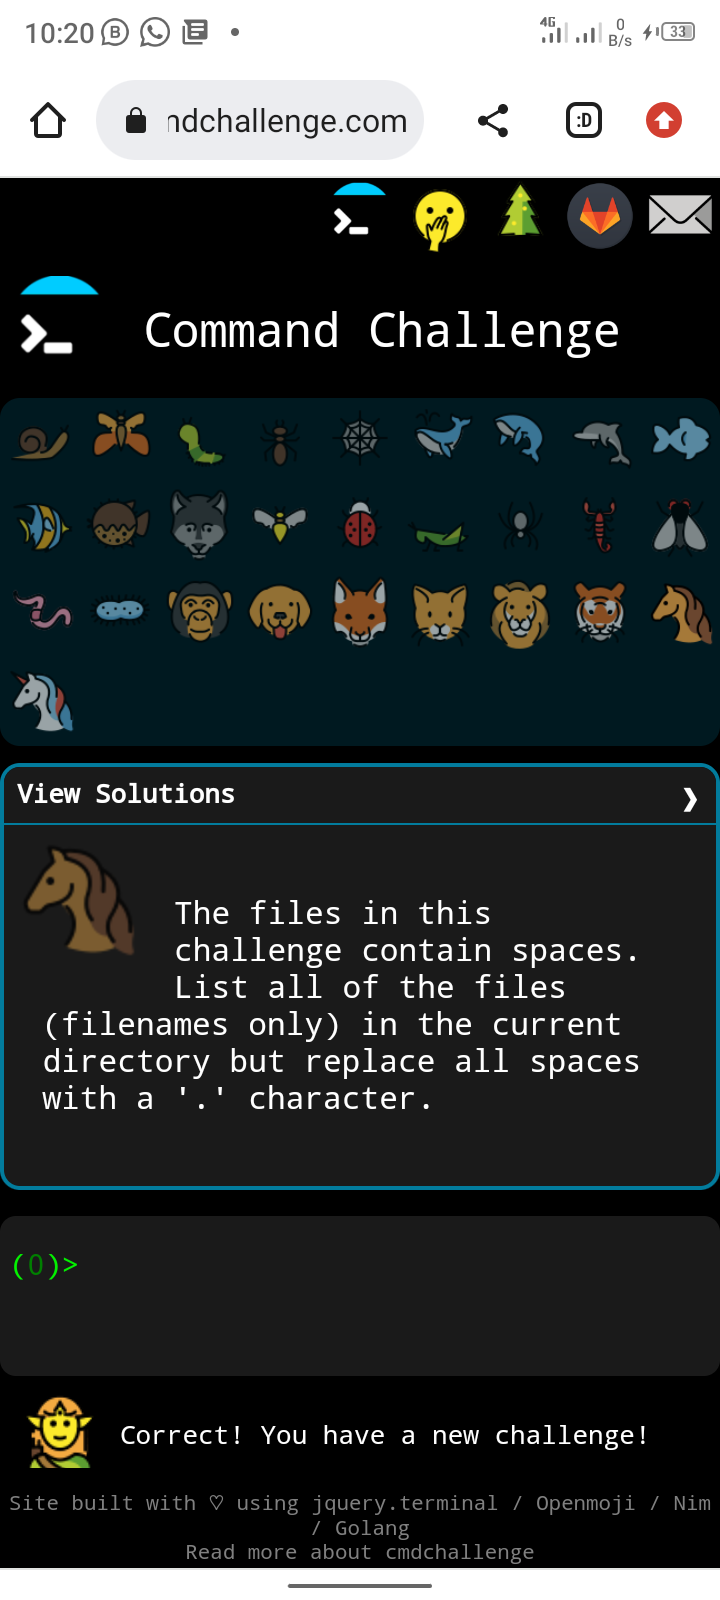 10:20
4G
0
B/s
33
ndchallenge.com
:D
Command Challenge
View Solutions
The files in this
challenge contain spaces.
List all of the files
(filenames only) in the current
directory but replace all spaces
with a '.' character.
(0)>
Correct! You have a new challenge!
Site built with ♡ using jquery.terminal / Openmoji / Nim
/ Golang
Read more about cmdchallenge